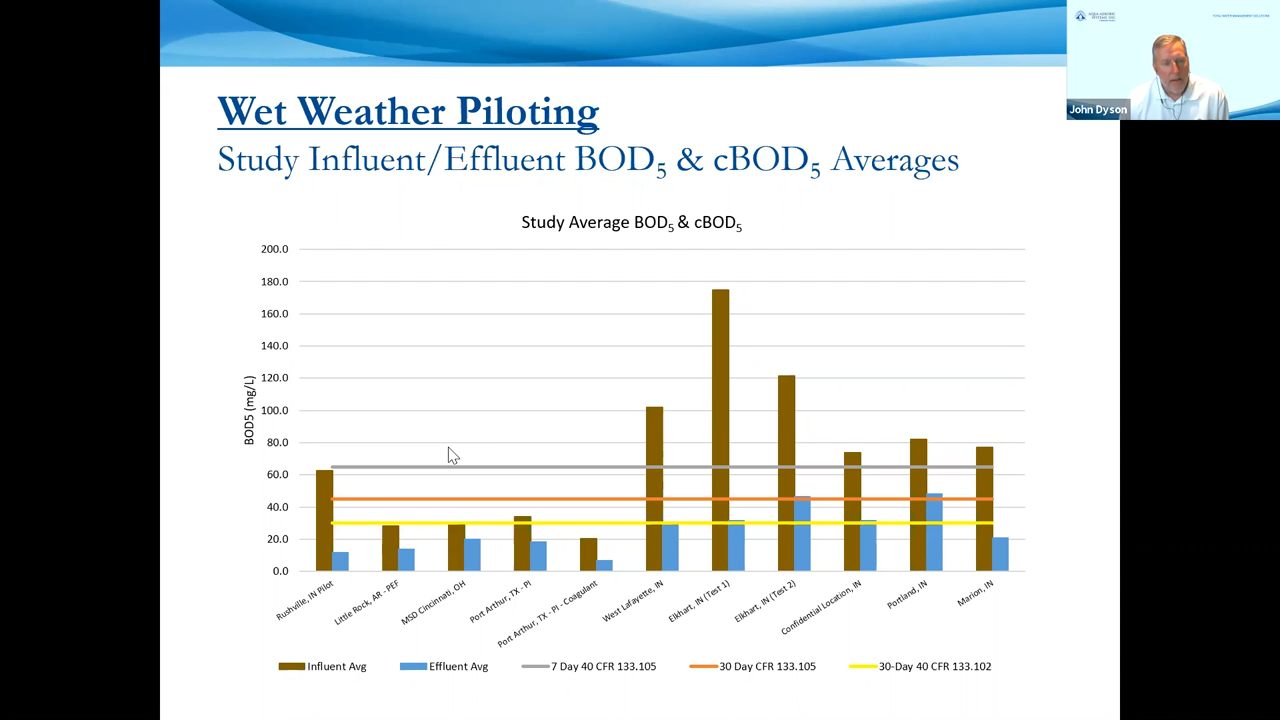 AQUA-AEROBIC
SYSTEMS, INC.
John Dyson
Wet Weather Piloting
Study Influent/Effluent BOD₅ & cBOD₅ Averages
Study Average BOD₅ & cBOD₅
BOD5 (mg/L)
200.0
180.0
160.0
140.0
120.0
100.0
80.0
60.0
40.0
20.0
0.0
Rushville, IN Pilot
Little Rock, AR - PEF
MSD Cincinnati, OH
Port Arthur, TX - PI
Port Arthur, TX - PI - Coagulant
West Lafayette, IN
Elkhart, IN (Test 1)
Elkhart, IN (Test 2)
Confidential Location, IN
Portland, IN
Marion, IN
Influent Avg
Effluent Avg
7 Day 40 CFR 133.105
30 Day CFR 133.105
30-Day 40 CFR 133.102